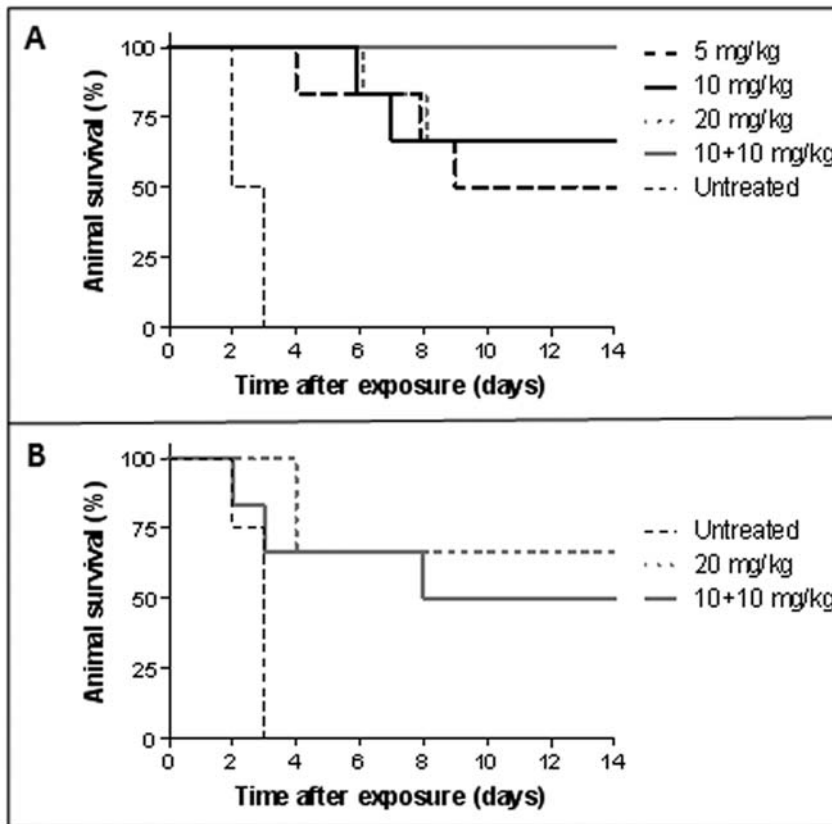 A
Animal survival (%)
100
75
50
25
0
0 2 4 6 8 10 12 14
Time after exposure (days)
5 mg/kg
10 mg/kg
20 mg/kg
10+10 mg/kg
Untreated
B
Animal survival (%)
100
75
50
25
0
0 2 4 6 8 10 12 14
Time after exposure (days)
Untreated
20 mg/kg
10+10 mg/kg